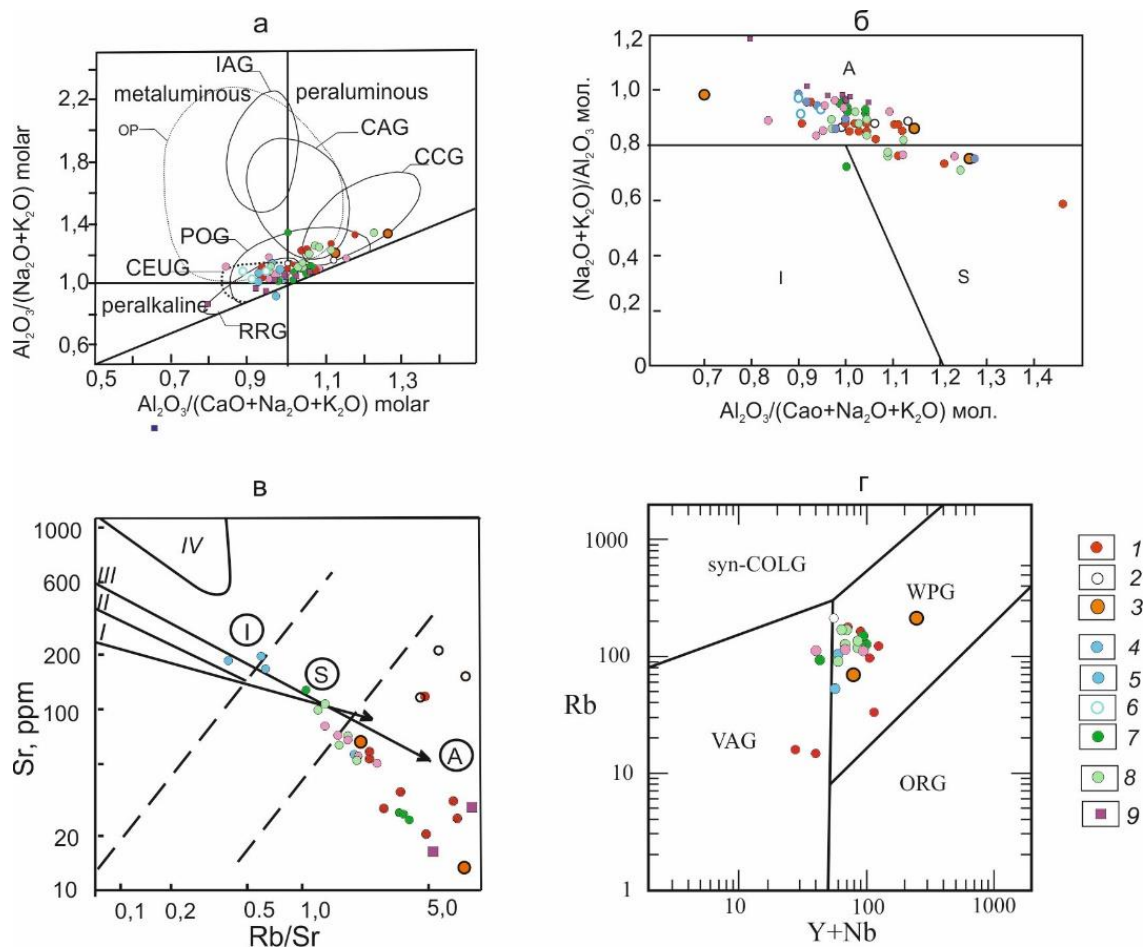 а
Al₂O₃/(Na₂O+K₂O) molar
2,2
1,8
1,4
1,0
0,6
IAG
metaluminous
peraluminous
OP
CAG
CCG
POG
CEUG
peralkaline
RRG
0,5
0,7
0,9
1,1
1,3
Al₂O₃/(CaO+Na₂O+K₂O) molar
б
(Na₂O+K₂O)/Al₂O₃ мол.
1,2
1,0
0,8
0,6
0,4
0,2
0
A
I
S
0,7
0,8
0,9
1,0
1,1
1,2
1,3
1,4
Al₂O₃/(Cao+Na₂O+K₂O) мол.
в
Sr, ppm
1000
600
200
100
20
10
IV
III
II
I
I
S
A
0,1
0,2
0.5
1,0
5,0
Rb/Sr
г
Rb
1000
100
10
1
syn-COLG
WPG
VAG
ORG
10
100
1000
Y+Nb
1
2
3
4
5
6
7
8
9